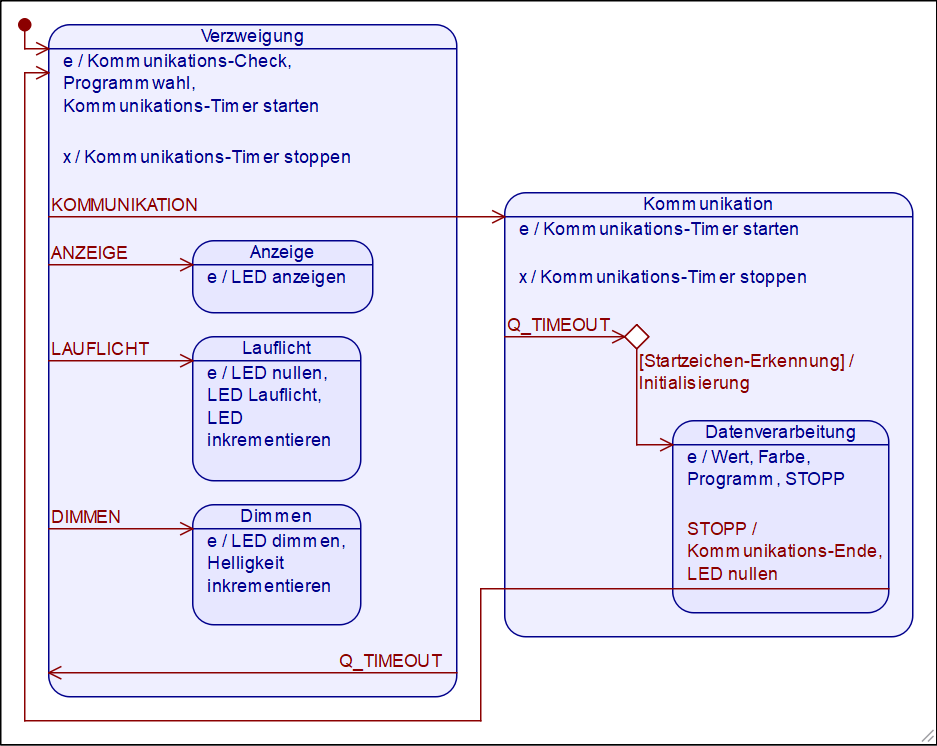 Verzweigung
e / Kommunikations-Check,
Programmwahl,
Kommunikations-Timer starten
x / Kommunikations-Timer stoppen
KOMMUNIKATION
ANZEIGE
Anzeige
e / LED anzeigen
LAUFLICHT
Lauflicht
e / LED nullen,
LED Lauflicht,
LED
inkrementieren
DIMMEN
Dimmen
e / LED dimmen,
Helligkeit
inkrementieren
Q_TIMEOUT
Kommunikation
e / Kommunikations-Timer starten
x / Kommunikations-Timer stoppen
Q_TIMEOUT
[Startzeichen-Erkennung] /
Initialisierung
Datenverarbeitung
e / Wert, Farbe,
Programm, STOPP
STOPP /
Kommunikations-Ende,
LED nullen